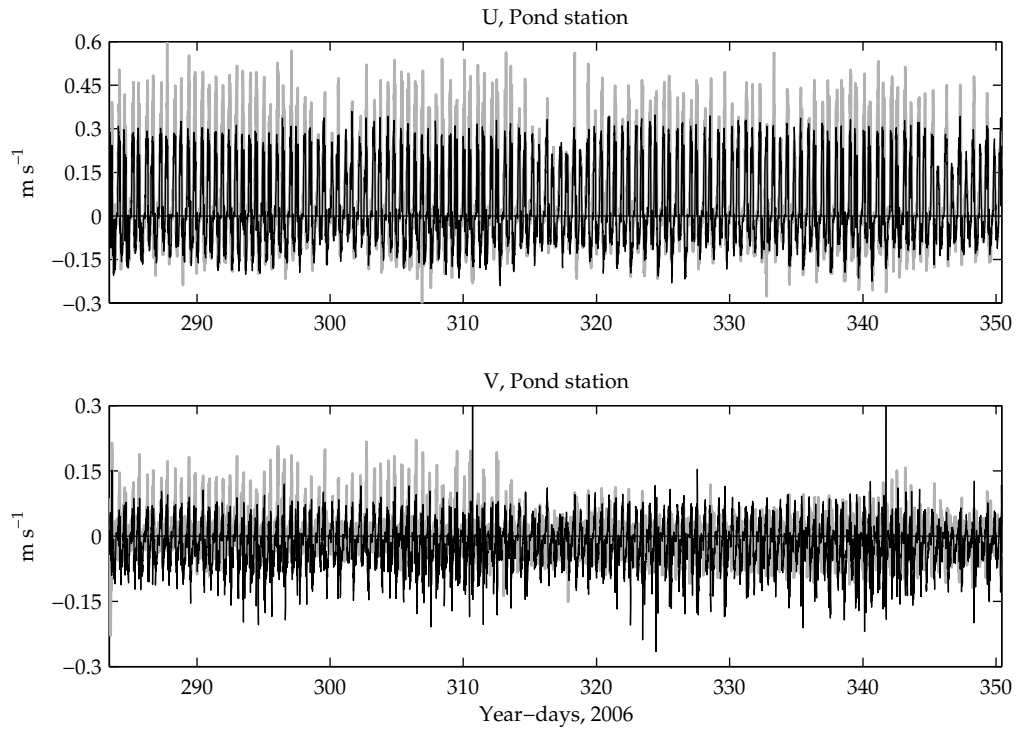 U, Pond station
0.6
0.45
0.3
0.15
0
−0.15
−0.3
m s⁻¹
290 300 310 320 330 340 350
V, Pond station
0.3
0.15
0
−0.15
−0.3
m s⁻¹
290 300 310 320 330 340 350
Year−days, 2006